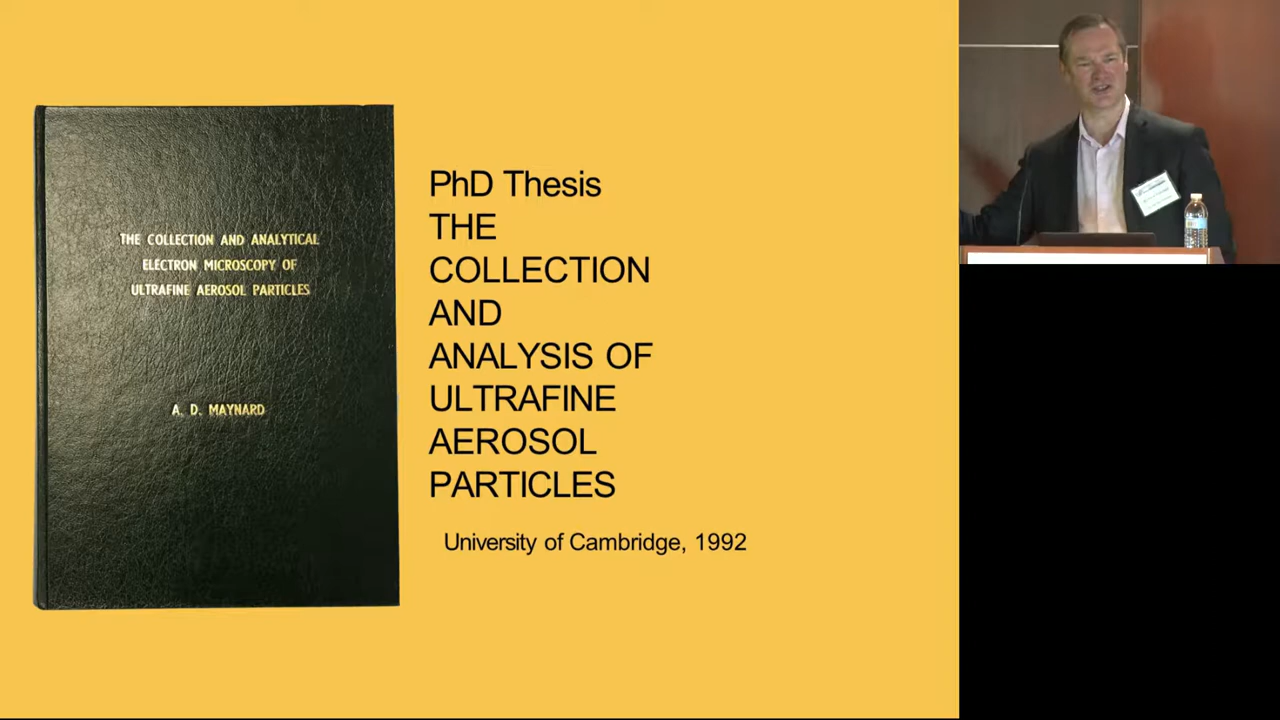 THE COLLECTION AND ANALYTICAL
ELECTRON MICROSCOPY OF
ULTRAFINE AEROSOL PARTICLES
A. D. MAYNARD
PhD Thesis
THE
COLLECTION
AND
ANALYSIS OF
ULTRAFINE
AEROSOL
PARTICLES
University of Cambridge, 1992